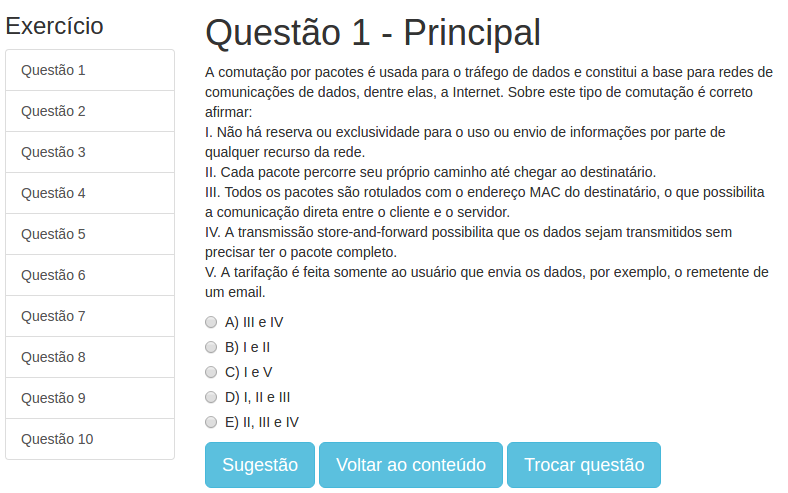 Exercício
Questão 1
Questão 2
Questão 3
Questão 4
Questão 5
Questão 6
Questão 7
Questão 8
Questão 9
Questão 10
Questão 1 - Principal
A comutação por pacotes é usada para o tráfego de dados e constitui a base para redes de
comunicações de dados, dentre elas, a Internet. Sobre este tipo de comutação é correto
afirmar:
I. Não há reserva ou exclusividade para o uso ou envio de informações por parte de
qualquer recurso da rede.
II. Cada pacote percorre seu próprio caminho até chegar ao destinatário.
III. Todos os pacotes são rotulados com o endereço MAC do destinatário, o que possibilita
a comunicação direta entre o cliente e o servidor.
IV. A transmissão store-and-forward possibilita que os dados sejam transmitidos sem
precisar ter o pacote completo.
V. A tarifação é feita somente ao usuário que envia os dados, por exemplo, o remetente de
um email.
A) III e IV
B) I e II
C) I e V
D) I, II e III
E) II, III e IV
Sugestão
Voltar ao conteúdo
Trocar questão